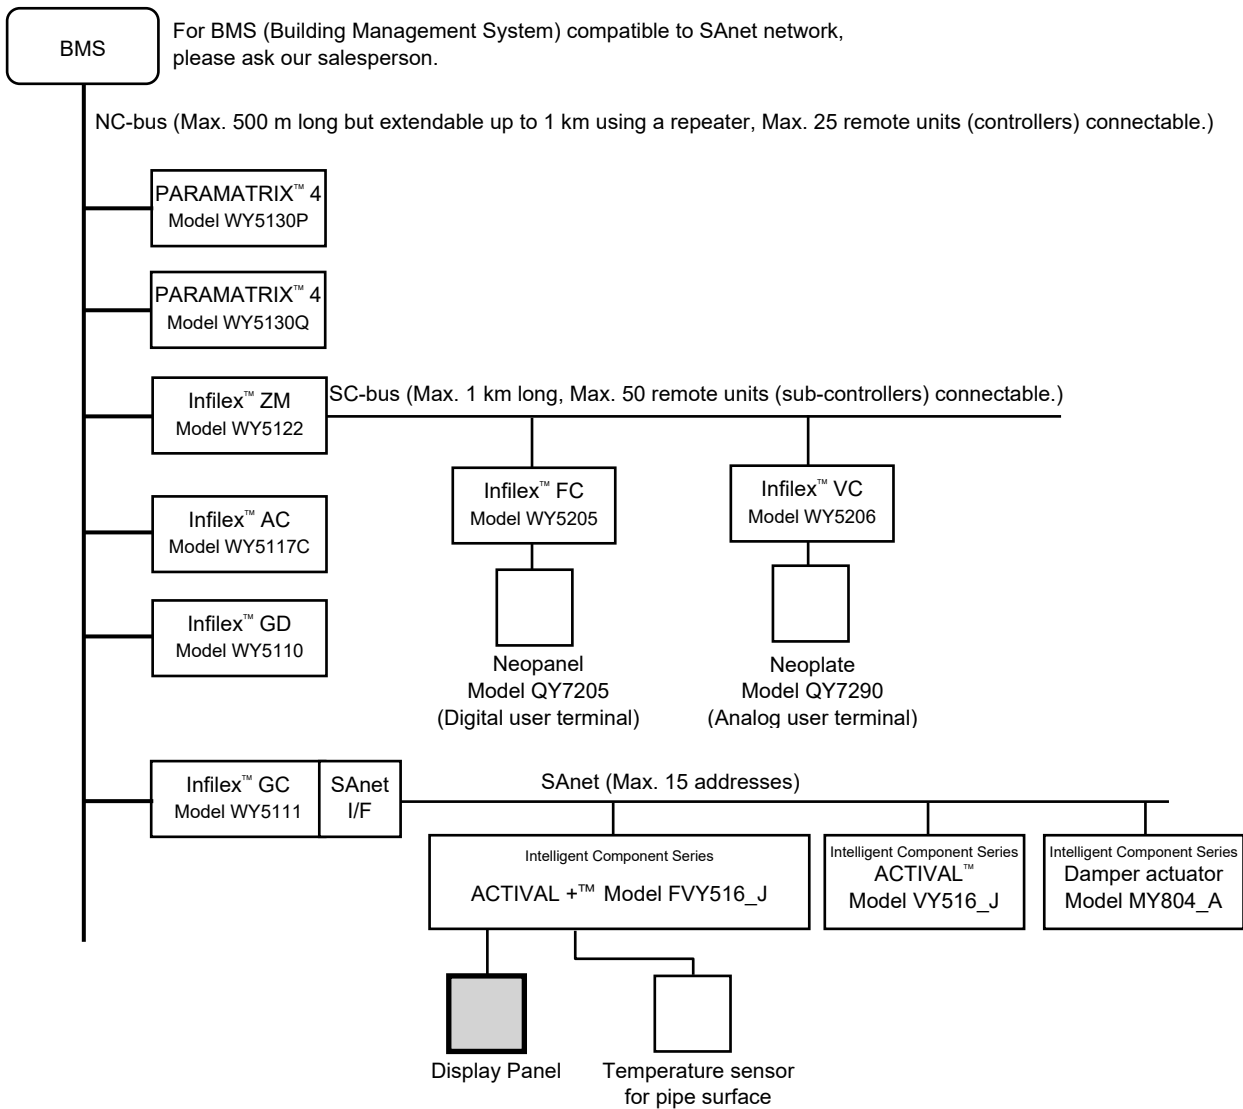 BMS
For BMS (Building Management System) compatible to SAnet network,
please ask our salesperson.
NC-bus (Max. 500 m long but extendable up to 1 km using a repeater, Max. 25 remote units (controllers) connectable.)
PARAMATRIX™ 4
Model WY5130P
PARAMATRIX™ 4
Model WY5130Q
Infilex™ ZM
Model WY5122
SC-bus (Max. 1 km long, Max. 50 remote units (sub-controllers) connectable.)
Infilex™ FC
Model WY5205
Infilex™ VC
Model WY5206
Infilex™ AC
Model WY5117C
Infilex™ GD
Model WY5110
Neopanel
Model QY7205
(Digital user terminal)
Neoplate
Model QY7290
(Analog user terminal)
Infilex™ GC
Model WY5111
SAnet
I/F
SAnet (Max. 15 addresses)
Intelligent Component Series
ACTIVAL +™ Model FVY516_J
Intelligent Component Series
ACTIVAL™
Model VY516_J
Intelligent Component Series
Damper actuator
Model MY804_A
Display Panel
Temperature sensor
for pipe surface